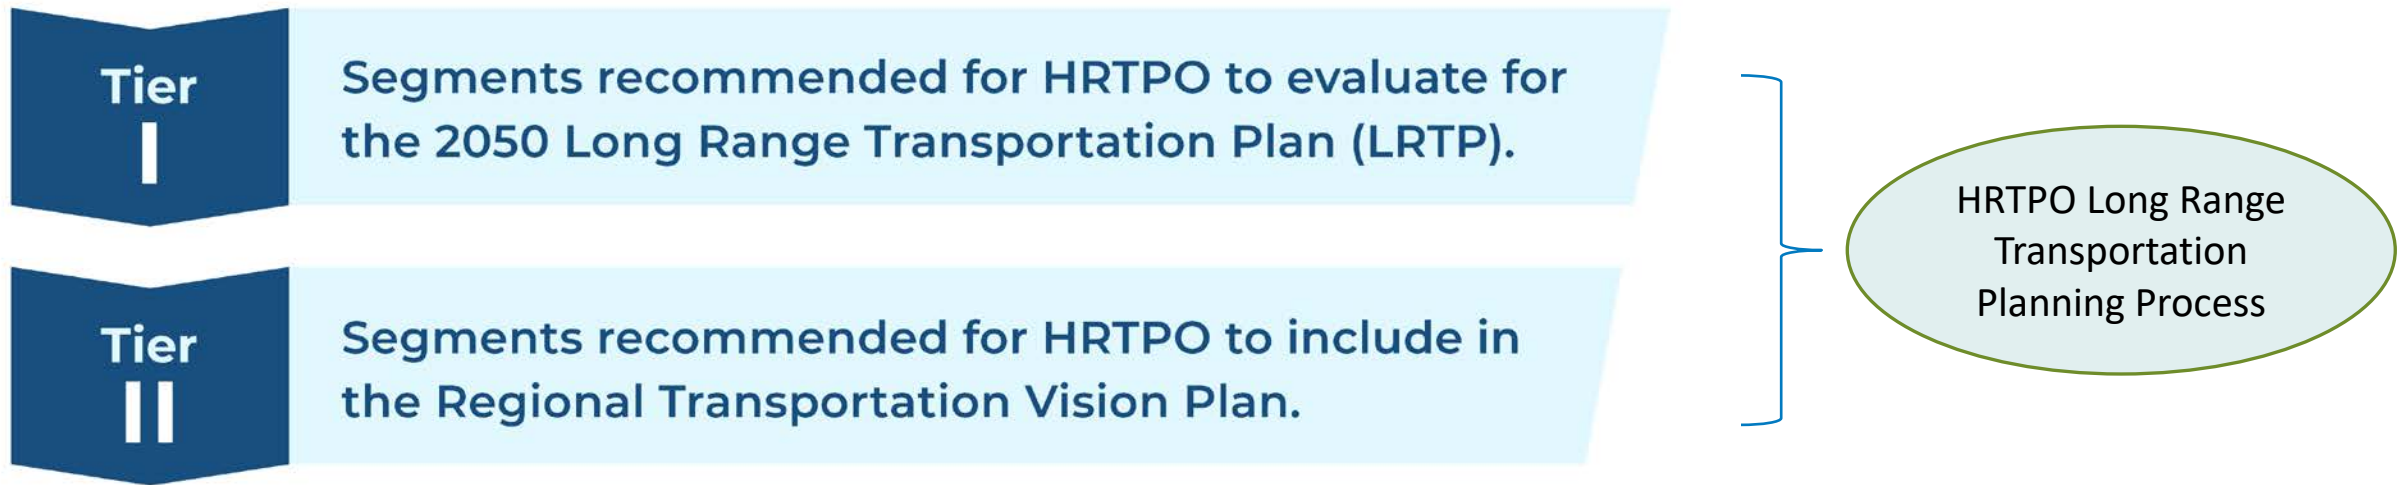 Tier
I
Segments recommended for HRTPO to evaluate for
the 2050 Long Range Transportation Plan (LRTP).
Tier
II
Segments recommended for HRTPO to include in
the Regional Transportation Vision Plan.
HRTPO Long Range
Transportation
Planning Process